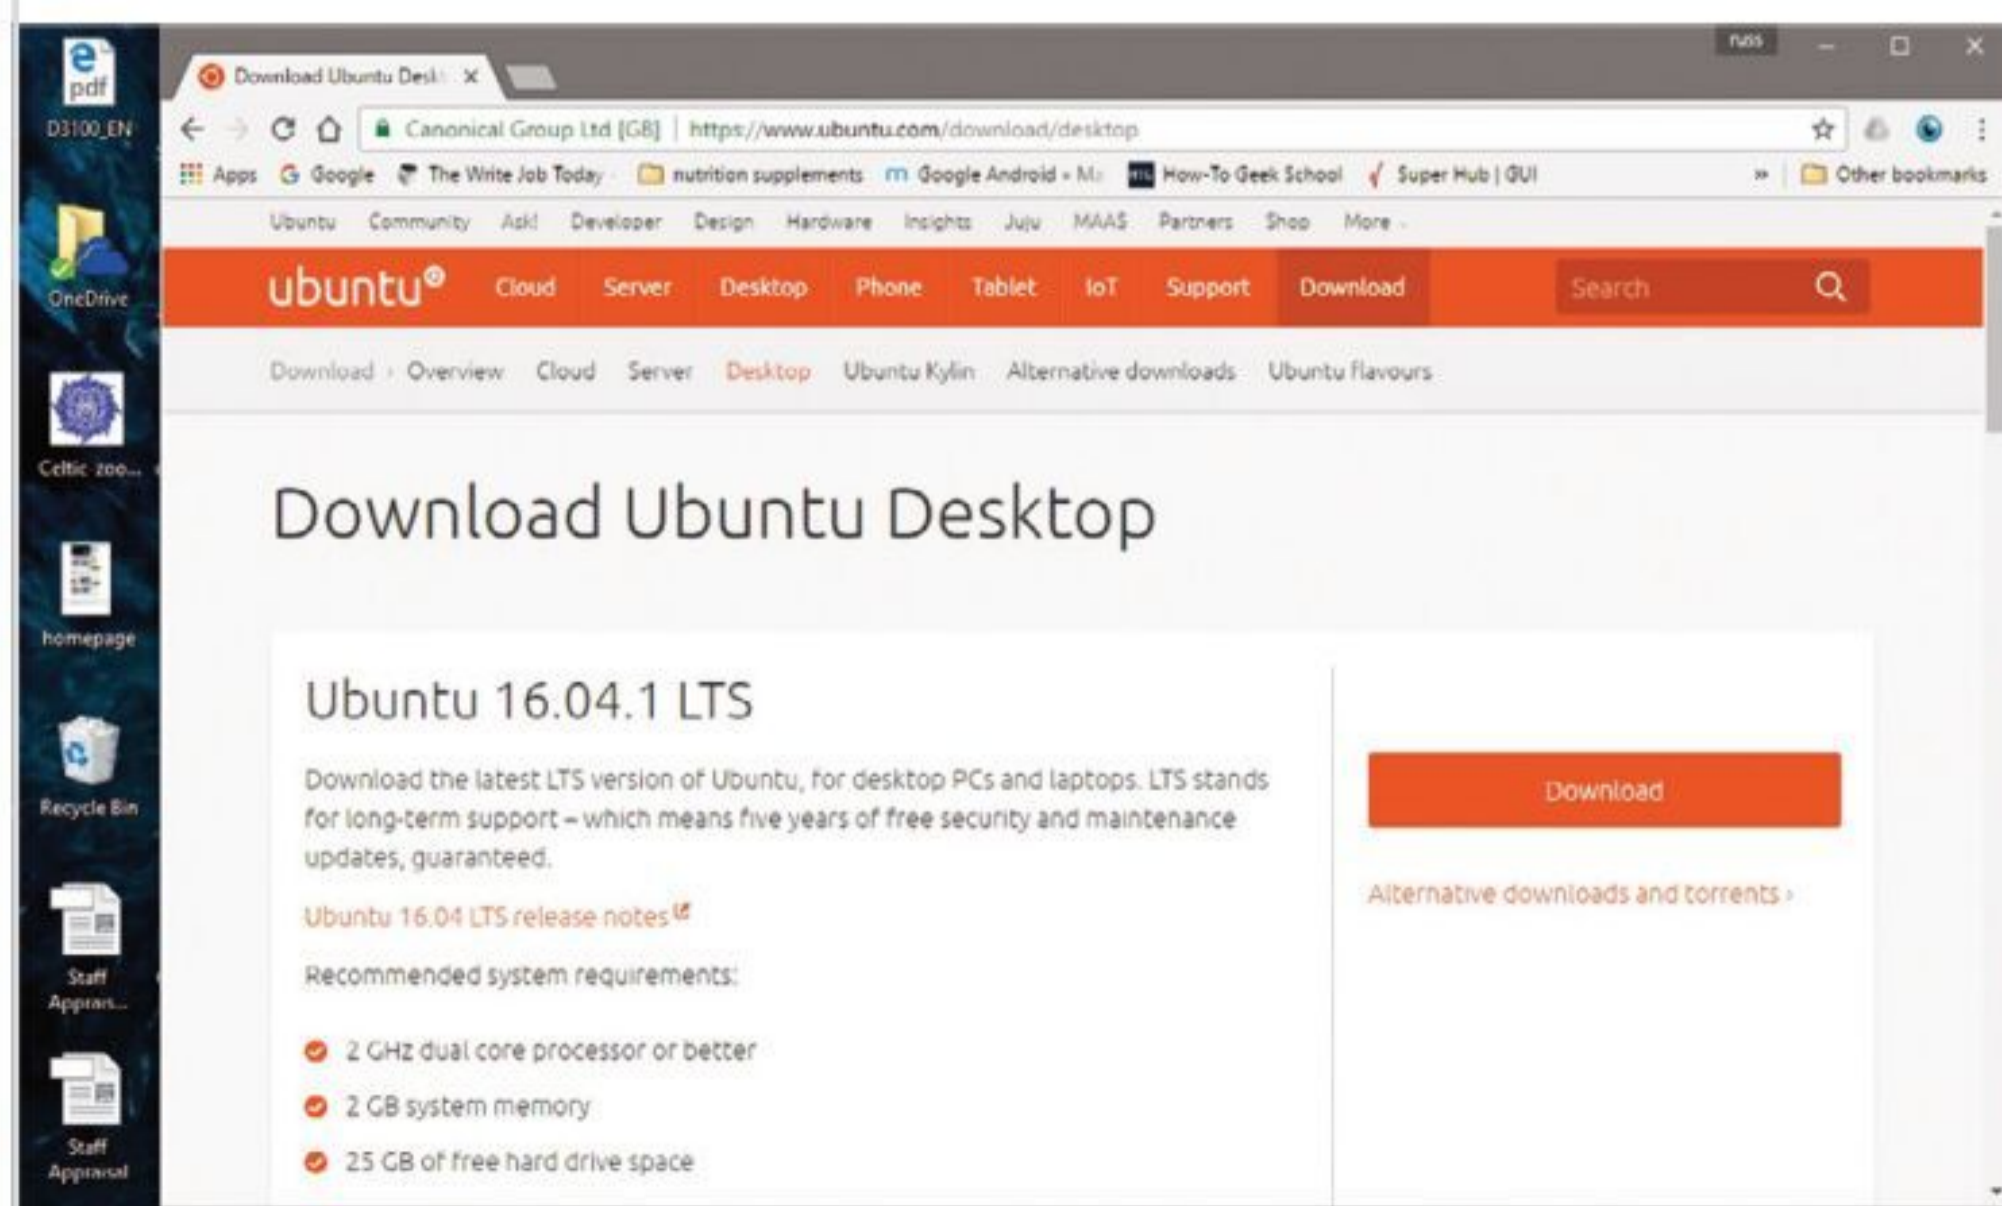 pdf
D3100_EN
OneDrive
Celtic zoo...
homepage
Recycle Bin
Staff
Apprais...
Staff
Appraisal
russ
Download Ubuntu Deskt
Canonical Group Ltd [GB] | https://www.ubuntu.com/download/desktop
Apps Google The Write Job Today nutrition supplements Google Android « Ma How-To Geek School Super Hub | GUI » Other bookmarks
Ubuntu Community Ask! Developer Design Hardware Insights Juju MAAS Partners Shop More
ubuntu Cloud Server Desktop Phone Tablet IoT Support Download Search
Download › Overview Cloud Server Desktop Ubuntu Kylin Alternative downloads Ubuntu flavours
Download Ubuntu Desktop
Ubuntu 16.04.1 LTS
Download the latest LTS version of Ubuntu, for desktop PCs and laptops. LTS stands
for long-term support – which means five years of free security and maintenance
updates, guaranteed.
Ubuntu 16.04 LTS release notes
Recommended system requirements:
2 GHz dual core processor or better
2 GB system memory
25 GB of free hard drive space
Download
Alternative downloads and torrents ›